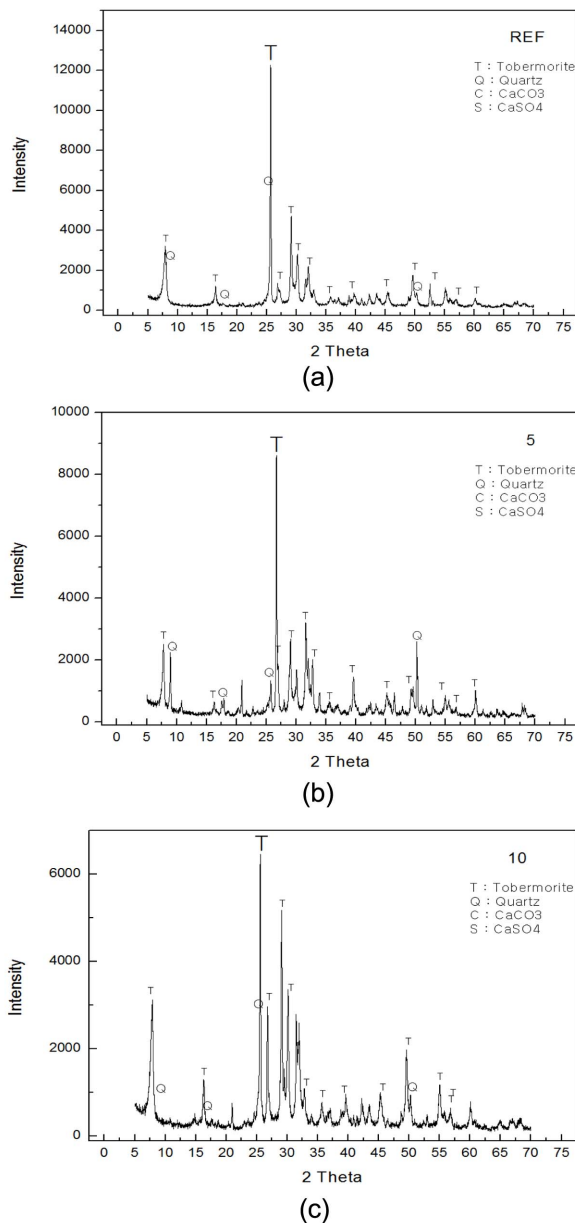 14000
12000
10000
8000
6000
4000
2000
0
Intensity
REF
T : Tobermorite
Q : Quartz
C : CaCO3
S : CaSO4
T
Q
T
Q
T
Q
T
Q
T
T
T
T
T
T
T
T
Q
T
T
T
0 5 10 15 20 25 30 35 40 45 50 55 60 65 70 75
2 Theta
(a)
10000
8000
6000
4000
2000
0
Intensity
5
T : Tobermorite
Q : Quartz
C : CaCO3
S : CaSO4
T
Q
T
Q
Q
T
T
T
T
T
T
T
T
T
Q
T
T
T
0 5 10 15 20 25 30 35 40 45 50 55 60 65 70 75
2 Theta
(b)
6000
4000
2000
0
Intensity
10
T : Tobermorite
Q : Quartz
C : CaCO3
S : CaSO4
T
Q
T
Q
Q
T
T
T
T
T
T
T
T
T
Q
T
T
0 5 10 15 20 25 30 35 40 45 50 55 60 65 70 75
2 Theta
(c)